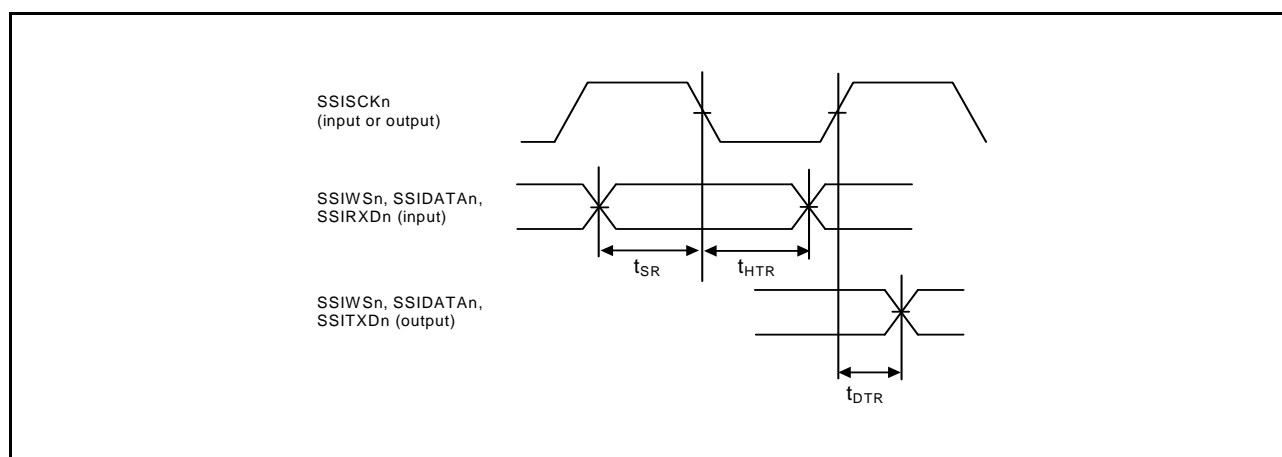 SSISCKn
(input or output)
SSIWSn, SSIDATAn,
SSIRXDn (input)
tSR
tHTR
SSIWSn, SSIDATAn,
SSITXDn (output)
tDTR